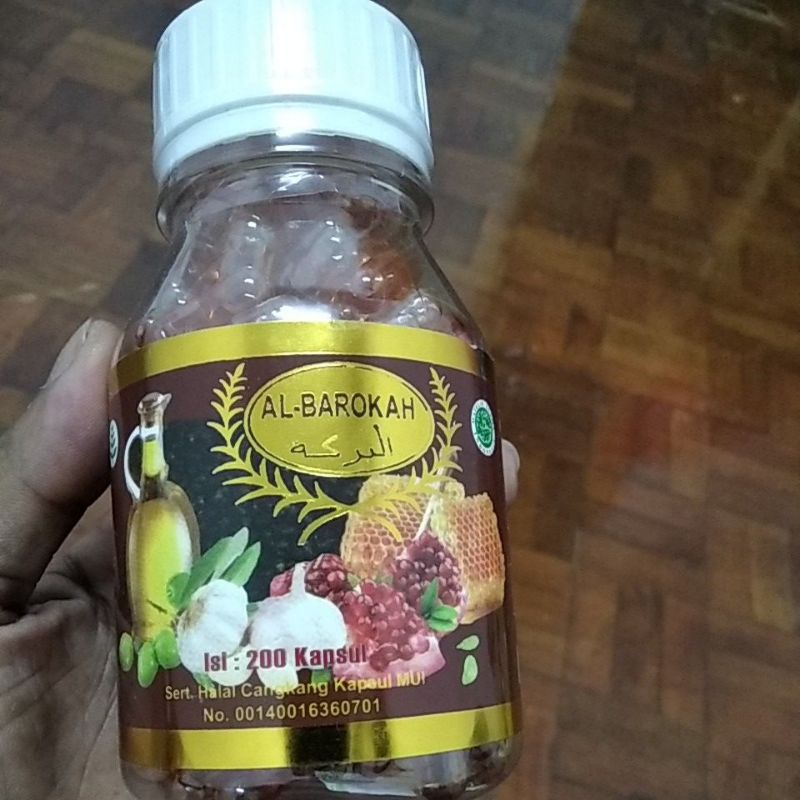 AL-BAROKAH
البركة
Isi : 200 Kapsul
Sert. Halal Cangkang Kapsul MUI
No. 00140016360701